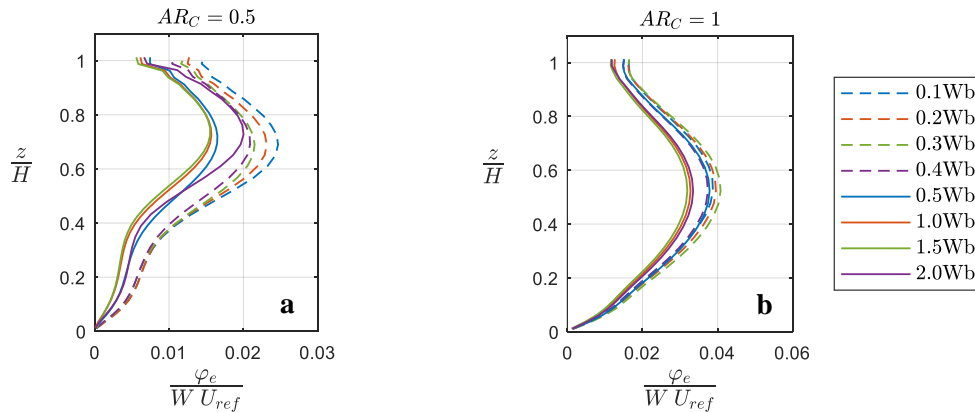 AR_C = 0.5
1
0.8
0.6
0.4
0.2
0
z/H
0
0.01
0.02
0.03
φ_e / W U_ref
a
AR_C = 1
1
0.8
0.6
0.4
0.2
0
z/H
0
0.02
0.04
0.06
φ_e / W U_ref
b
0.1Wb
0.2Wb
0.3Wb
0.4Wb
0.5Wb
1.0Wb
1.5Wb
2.0Wb